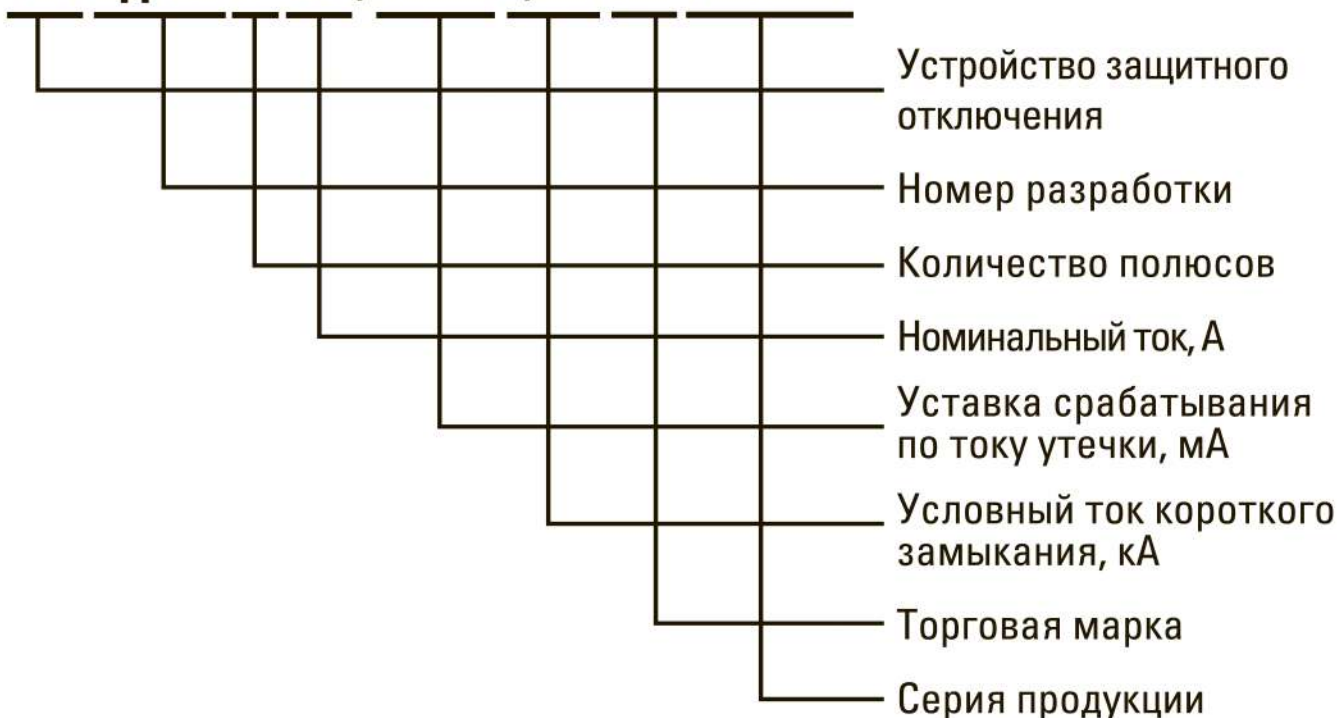 Устройство защитного
отключения
Номер разработки
Количество полюсов
Номинальный ток, А
Уставка срабатывания
по току утечки, мА
Условный ток короткого
замыкания, кА
Торговая марка
Серия продукции